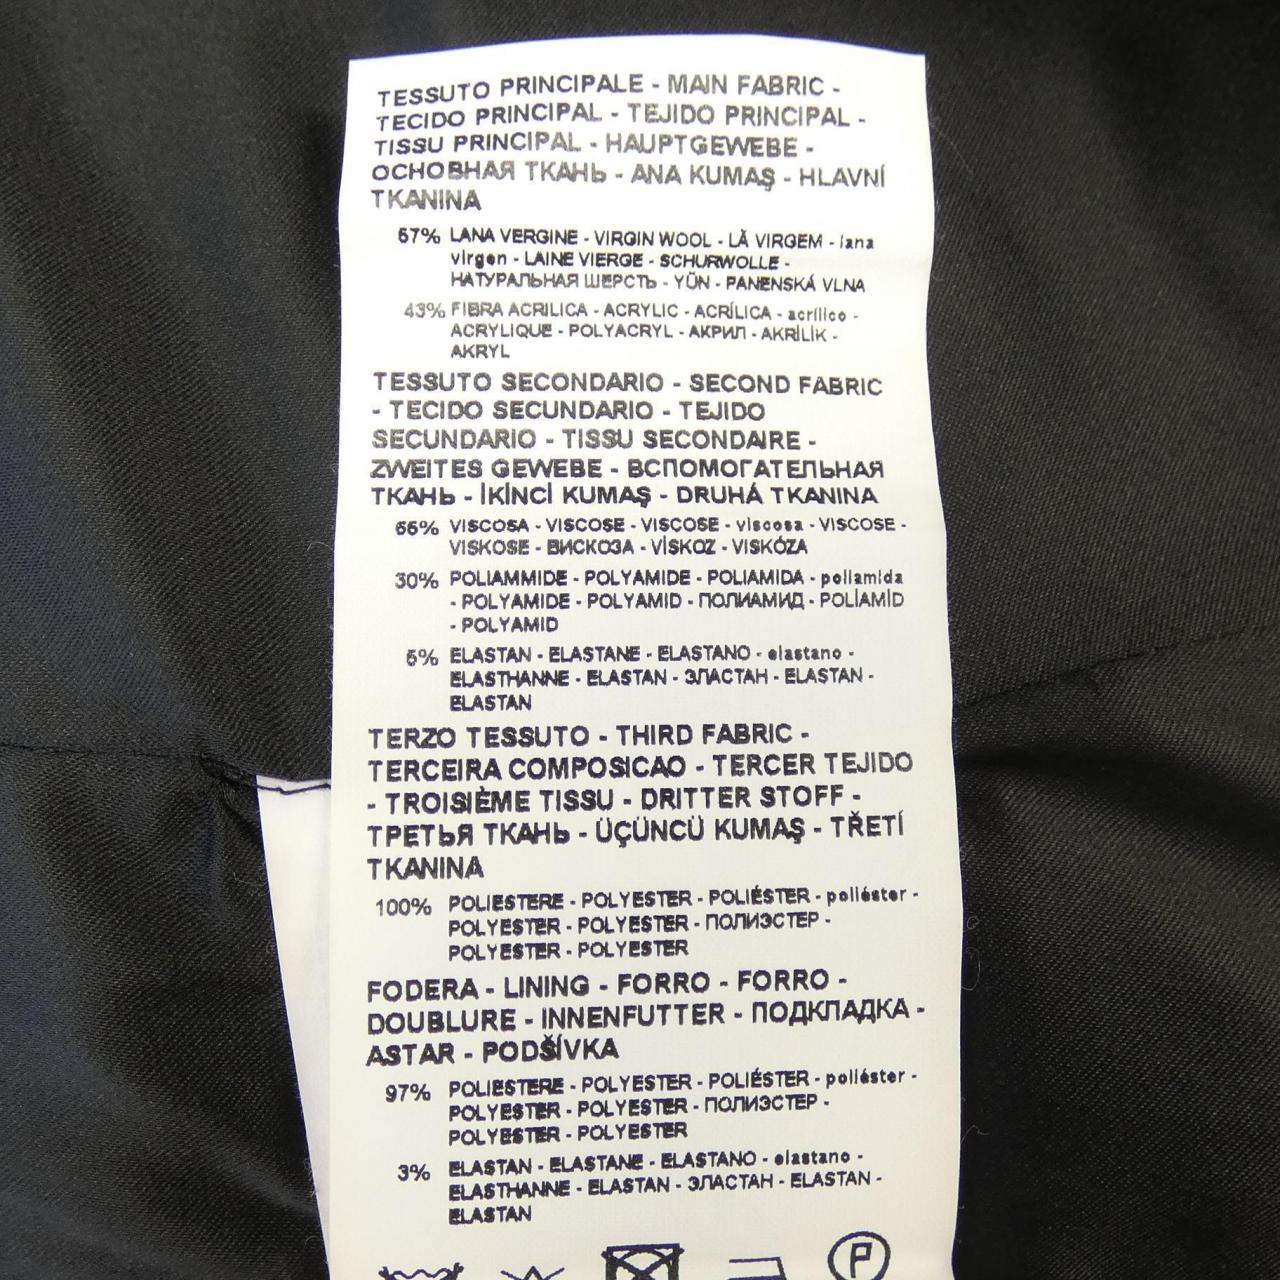 TESSUTO PRINCIPALE - MAIN FABRIC -
TECIDO PRINCIPAL - TEJIDO PRINCIPAL -
TISSU PRINCIPAL - HAUPTGEWEBE -
ОСНОВНАЯ ТКАНЬ - ANA KUMAŞ - HLAVNÍ
TKANINA
57% LANA VERGINE - VIRGIN WOOL - LÃ VIRGEM - lana
virgen - LAINE VIERGE - SCHURWOLLE -
НАТУРАЛЬНАЯ ШЕРСТЬ - YÜN - PANENSKÁ VLNA
43% FIBRA ACRILICA - ACRYLIC - ACRÍLICA - acrílico -
ACRYLIQUE - POLYACRYL - АКРИЛ - AKRİLİK -
AKRYL
TESSUTO SECONDARIO - SECOND FABRIC
- TECIDO SECUNDARIO - TEJIDO
SECUNDARIO - TISSU SECONDAIRE -
ZWEITES GEWEBE - ВСПОМОГАТЕЛЬНАЯ
ТКАНЬ - İKİNCİ KUMAŞ - DRUHÁ TKANINA
65% VISCOSA - VISCOSE - VISCOSE - viscosa - VISCOSE -
VISKOSE - ВИСКОЗА - VİSKOZ - VISKÓZA
30% POLIAMMIDE - POLYAMIDE - POLIAMIDA - poliamida
- POLYAMIDE - POLYAMID - ПОЛИАМИД - POLİAMİD
- POLYAMID
5% ELASTAN - ELASTANE - ELASTANO - elastano -
ELASTHANNE - ELASTAN - ЭЛАСТАН - ELASTAN -
ELASTAN
TERZO TESSUTO - THIRD FABRIC -
TERCEIRA COMPOSICAO - TERCER TEJIDO
- TROISIÈME TISSU - DRITTER STOFF -
ТРЕТЬЯ ТКАНЬ - ÜÇÜNCÜ KUMAŞ - TŘETÍ
TKANINA
100% POLIESTERE - POLYESTER - POLIÉSTER - poliéster -
POLYESTER - POLYESTER - ПОЛИЭСТЕР -
POLYESTER - POLYESTER
FODERA - LINING - FORRO - FORRO -
DOUBLURE - INNENFUTTER - ПОДКЛАДКА -
ASTAR - PODŠÍVKA
97% POLIESTERE - POLYESTER - POLIÉSTER - poliéster -
POLYESTER - POLYESTER - ПОЛИЭСТЕР -
POLYESTER - POLYESTER
3% ELASTAN - ELASTANE - ELASTANO - elastano -
ELASTHANNE - ELASTAN - ЭЛАСТАН - ELASTAN -
ELASTAN
P